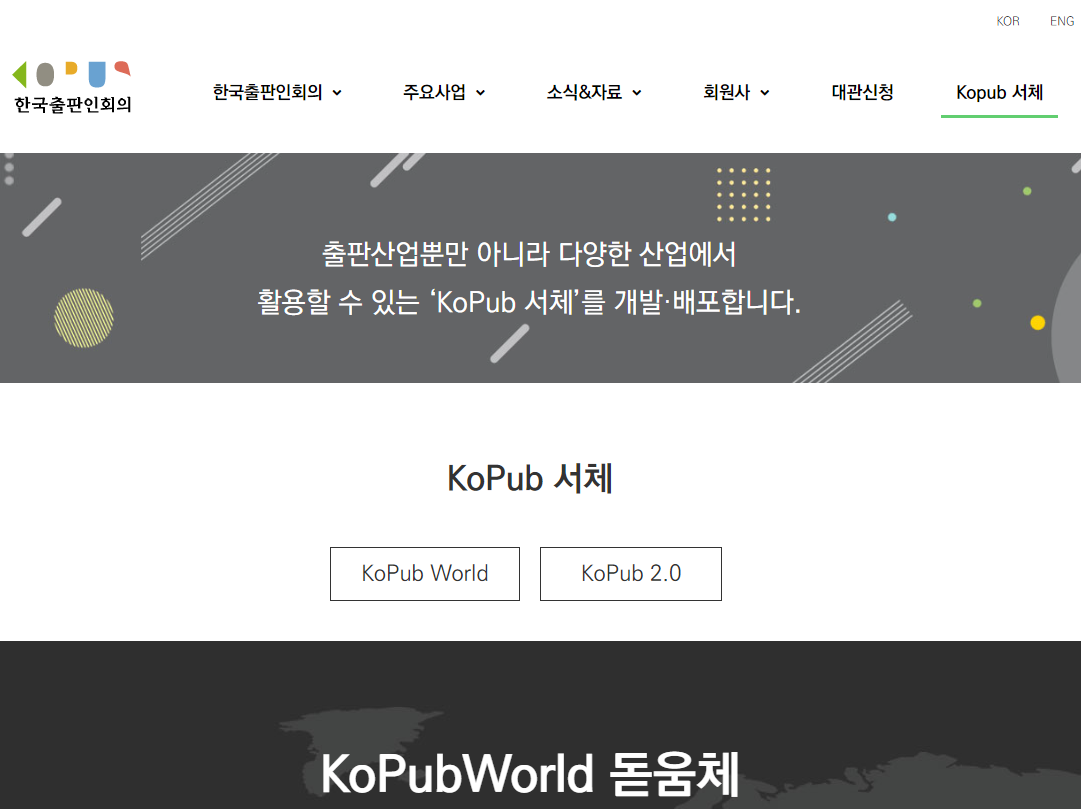 KOR ENG
KOPUS
한국출판인회의
한국출판인회의 주요사업 소식&자료 회원사 대관신청 Kopub 서체
출판산업뿐만 아니라 다양한 산업에서
활용할 수 있는 ‘KoPub 서체’를 개발·배포합니다.
KoPub 서체
KoPub World KoPub 2.0
KoPubWorld 돋움체